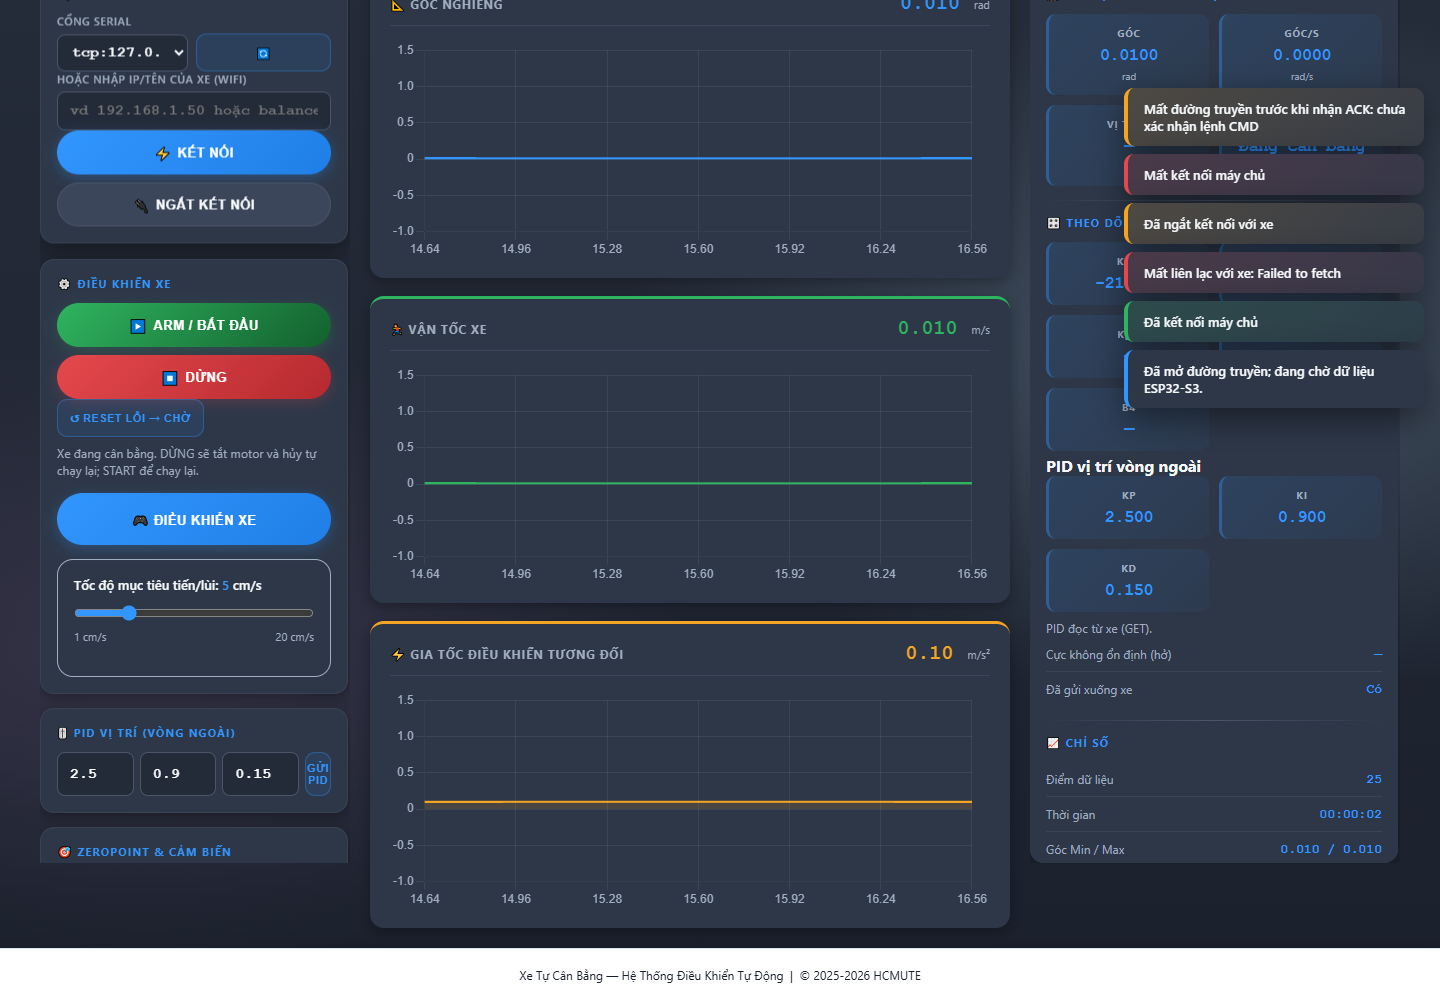 CỔNG SERIAL
tcp:127.0.
HOẶC NHẬP IP/TÊN CỦA XE (WIFI)
vd 192.168.1.50 hoặc balance
⚡ KẾT NỐI
NGẮT KẾT NỐI
ĐIỀU KHIỂN XE
ARM / BẮT ĐẦU
DỪNG
↺ RESET LỖI → CHỜ
Xe đang cân bằng. DỪNG sẽ tắt motor và hủy tự
chạy lại; START để chạy lại.
ĐIỀU KHIỂN XE
Tốc độ mục tiêu tiến/lùi: 5 cm/s
1 cm/s 20 cm/s
PID VỊ TRÍ (VÒNG NGOÀI)
2.5 0.9 0.15 GỬI
PID
ZEROPOINT & CẢM BIẾN
GÓC NGHIÊNG 0.010 rad
1.5
1.0
0.5
0
-0.5
-1.0
14.64 14.96 15.28 15.60 15.92 16.24 16.56
VẬN TỐC XE 0.010 m/s
1.5
1.0
0.5
0
-0.5
-1.0
14.64 14.96 15.28 15.60 15.92 16.24 16.56
GIA TỐC ĐIỀU KHIỂN TƯƠNG ĐỐI 0.10 m/s²
1.5
1.0
0.5
0
-0.5
-1.0
14.64 14.96 15.28 15.60 15.92 16.24 16.56
GÓC
0.0100
rad
GÓC/S
0.0000
rad/s
VỊ
Đang cân bằng
Mất đường truyền trước khi nhận ACK: chưa
xác nhận lệnh CMD
Mất kết nối máy chủ
Đã ngắt kết nối với xe
Mất liên lạc với xe: Failed to fetch
Đã kết nối máy chủ
Đã mở đường truyền; đang chờ dữ liệu
ESP32-S3.
THEO DÕ
K
-21
K
B4
—
PID vị trí vòng ngoài
KP
2.500
KI
0.900
KD
0.150
PID đọc từ xe (GET).
Cực không ổn định (hở) —
Đã gửi xuống xe Có
CHỈ SỐ
Điểm dữ liệu 25
Thời gian 00:00:02
Góc Min / Max 0.010 / 0.010
Xe Tự Cân Bằng — Hệ Thống Điều Khiển Tự Động | © 2025-2026 HCMUTE